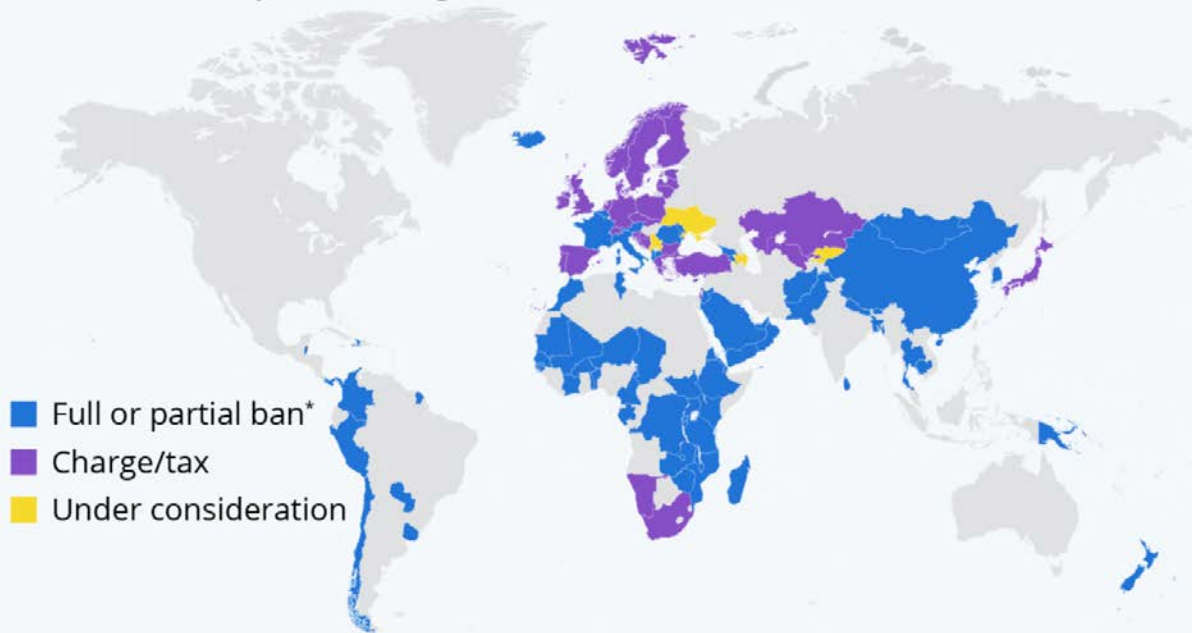 Full or partial ban*
Charge/tax
Under consideration